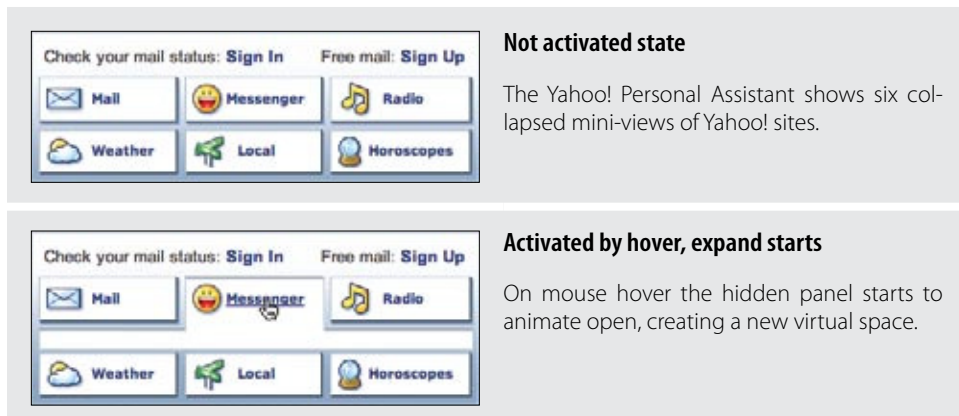 Check your mail status: Sign In Free mail: Sign Up
Mail Messenger Radio
Weather Local Horoscopes
Not activated state
The Yahoo! Personal Assistant shows six col-
lapsed mini-views of Yahoo! sites.
Check your mail status: Sign In Free mail: Sign Up
Mail Messenger Radio
Weather Local Horoscopes
Activated by hover, expand starts
On mouse hover the hidden panel starts to
animate open, creating a new virtual space.